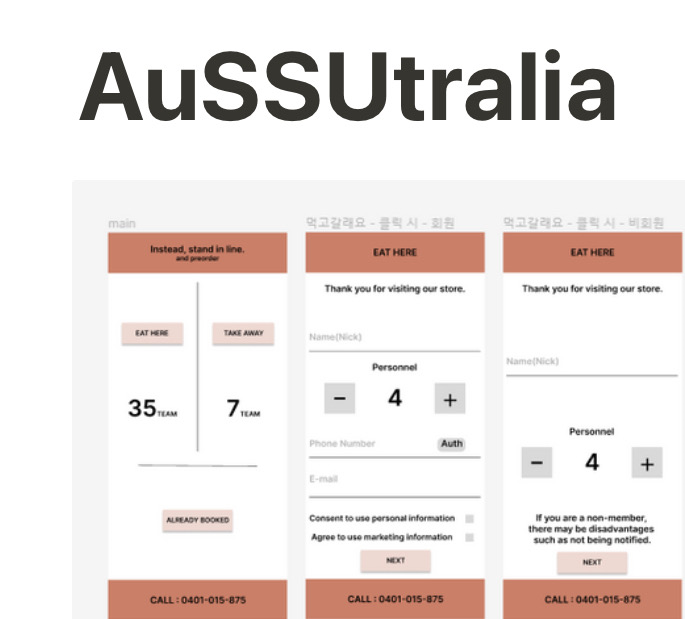 AuSSUtralia
main
Instead, stand in line.
and preorder
EAT HERE
TAKE AWAY
35 TEAM
7 TEAM
ALREADY BOOKED
CALL : 0401-015-875
먹고갈래요 - 클릭 시 - 회원
EAT HERE
Thank you for visiting our store.
Name(Nick)
Personnel
− 4 +
Phone Number Auth
E-mail
Consent to use personal information
Agree to use marketing information
NEXT
CALL : 0401-015-875
먹고갈래요 - 클릭 시 - 비회원
EAT HERE
Thank you for visiting our store.
Name(Nick)
Personnel
− 4 +
If you are a non-member,
there may be disadvantages
such as not being notified.
NEXT
CALL : 0401-015-875